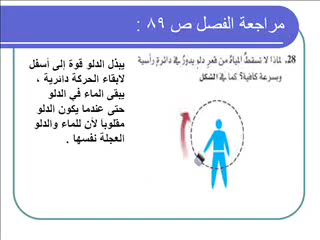 مراجعة الفصل ص ٨٩ :
28. لماذا لا تسقط المياه من قعر دلو يدور في دائرة رأسية
وبسرعة كافية؟ كما في الشكل
يبذل الدلو قوة إلى أسفل
لابقاء الحركة دائرية ،
يبقى الماء في الدلو
حتى عندما يكون الدلو
مقلوبا لأن للماء والدلو
العجلة نفسها .